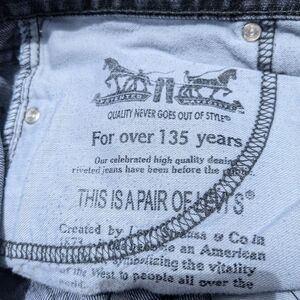 QUALITY NEVER GOES OUT OF STYLE®
For over 135 years
Our celebrated high quality denim
riveted jeans have been before the
THIS IS A PAIR OF LEVI'S®
Created by Levi Strauss & Co in
1873, American
symbolizing the vitality
of the West to people all over the